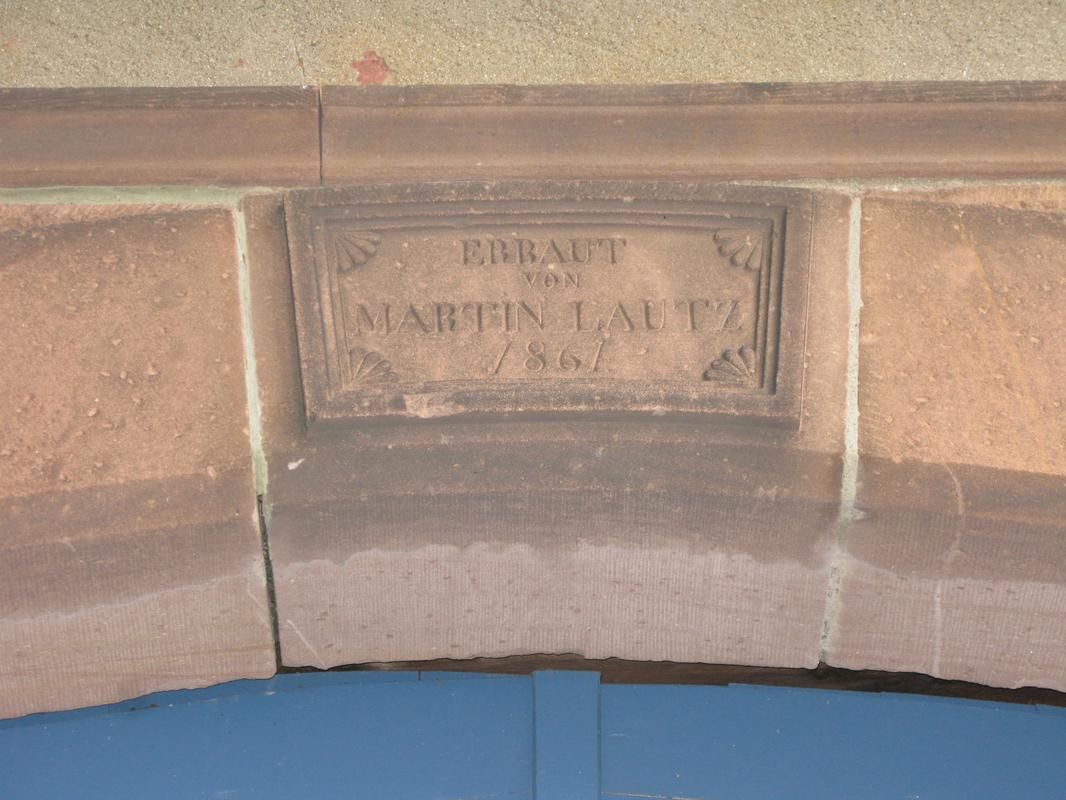 ERBAUT
VON
MARTIN LAUTZ
1861